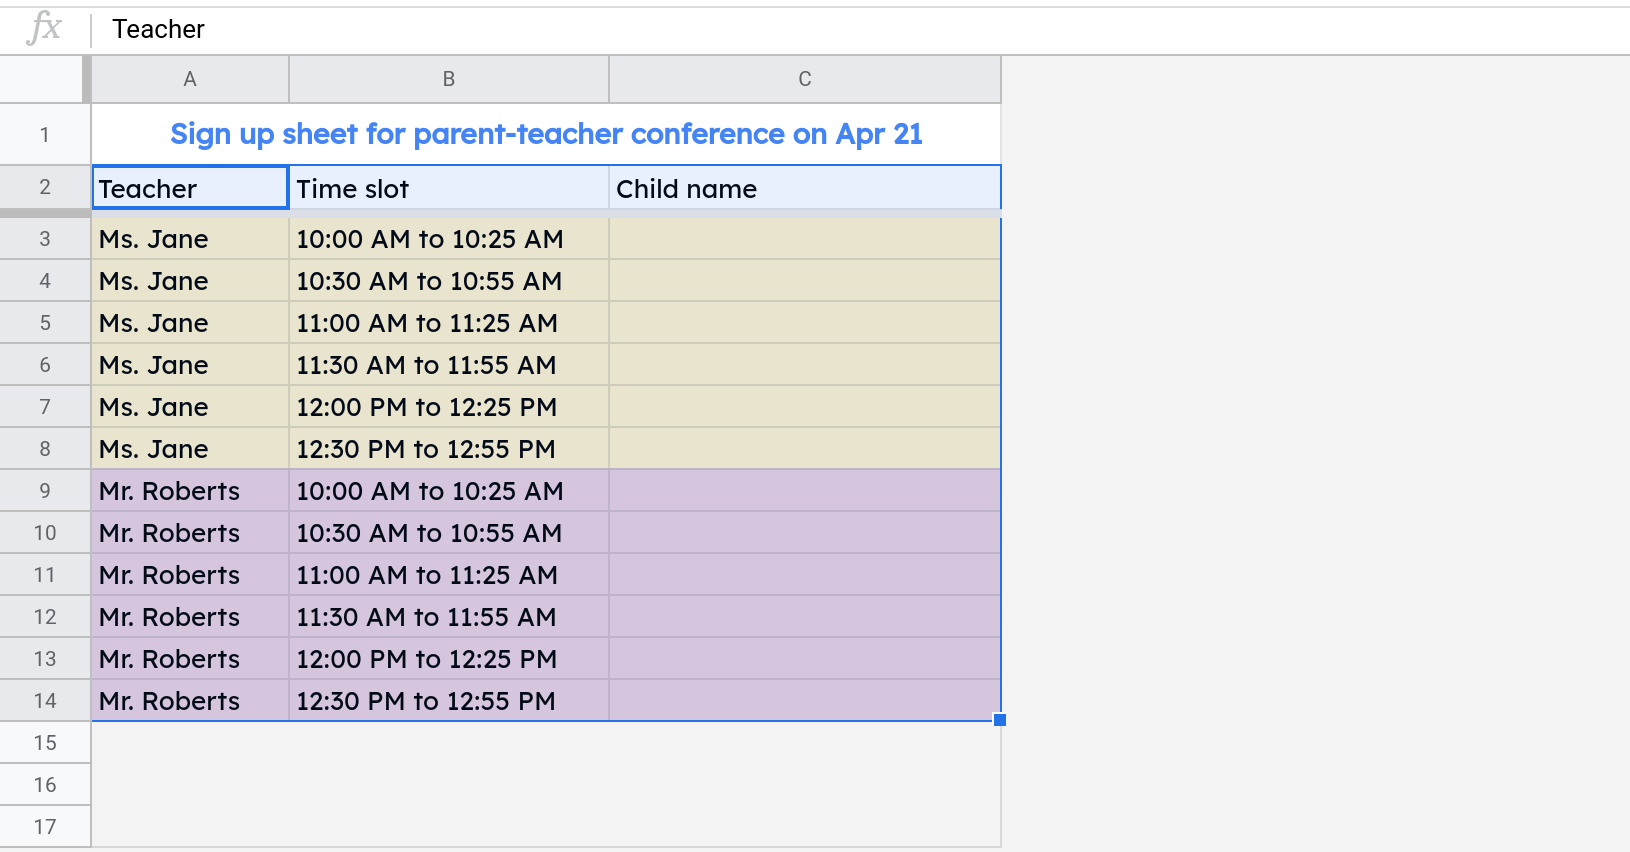 fx Teacher
A B C
1 Sign up sheet for parent-teacher conference on Apr 21
2 Teacher Time slot Child name
3 Ms. Jane 10:00 AM to 10:25 AM
4 Ms. Jane 10:30 AM to 10:55 AM
5 Ms. Jane 11:00 AM to 11:25 AM
6 Ms. Jane 11:30 AM to 11:55 AM
7 Ms. Jane 12:00 PM to 12:25 PM
8 Ms. Jane 12:30 PM to 12:55 PM
9 Mr. Roberts 10:00 AM to 10:25 AM
10 Mr. Roberts 10:30 AM to 10:55 AM
11 Mr. Roberts 11:00 AM to 11:25 AM
12 Mr. Roberts 11:30 AM to 11:55 AM
13 Mr. Roberts 12:00 PM to 12:25 PM
14 Mr. Roberts 12:30 PM to 12:55 PM
15
16
17